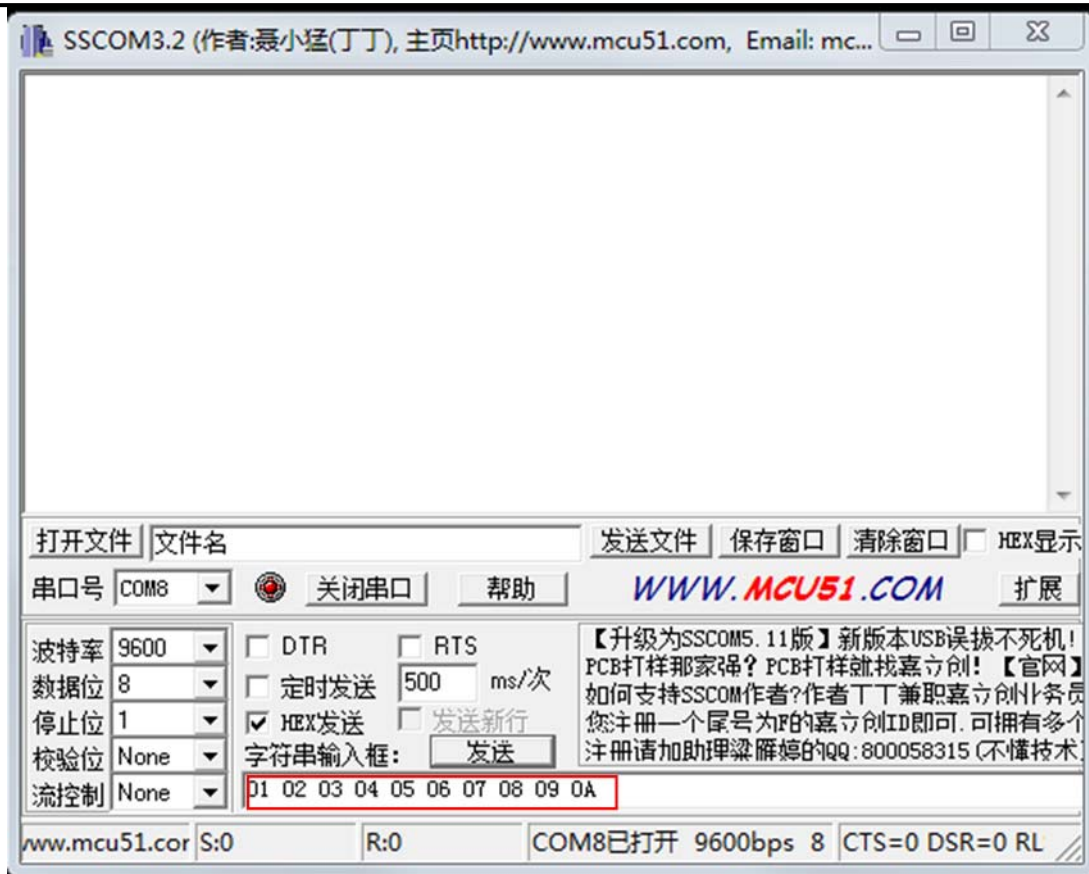 SSCOM3.2 (作者:聂小猛(丁丁), 主页http://www.mcu51.com, Email: mc...
打开文件 文件名 发送文件 保存窗口 清除窗口 HEX显示
串口号 COM8 关闭串口 帮助 WWW.MCU51.COM 扩展
波特率 9600 DTR RTS
数据位 8 定时发送 500 ms/次
停止位 1 HEX发送 发送新行
校验位 None 字符串输入框: 发送
流控制 None 01 02 03 04 05 06 07 08 09 0A
【升级为SSCOM5.11版】新版本USB误拔不死机!
PCB打样那家强? PCB打样就找嘉立创! 【官网】
如何支持SSCOM作者?作者丁丁兼职嘉立创业务员
您注册一个尾号为F的嘉立创ID即可.可拥有多个
注册请加助理梁雁婷的QQ:800058315(不懂技术
www.mcu51.cor S:0 R:0 COM8已打开 9600bps 8 CTS=0 DSR=0 RL